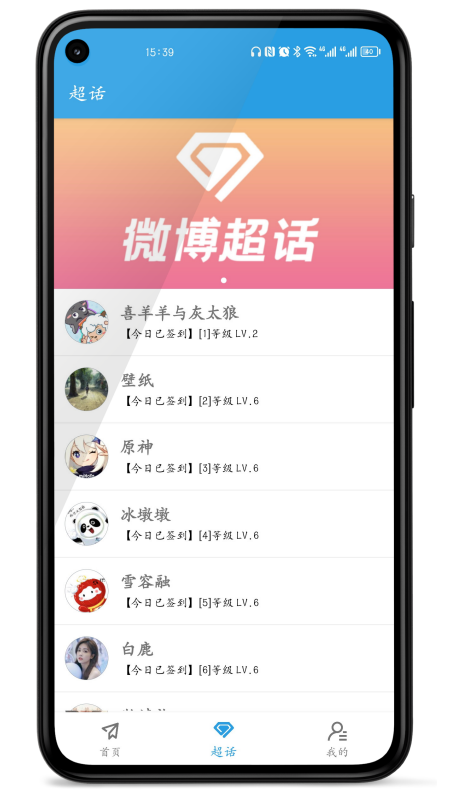 15:39
超话
微博超话
喜羊羊与灰太狼
【今日已签到】[1]等级 LV.2
壁纸
【今日已签到】[2]等级 LV.6
原神
【今日已签到】[3]等级 LV.6
冰墩墩
【今日已签到】[4]等级 LV.6
雪容融
【今日已签到】[5]等级 LV.6
白鹿
【今日已签到】[6]等级 LV.6
首页
超话
我的